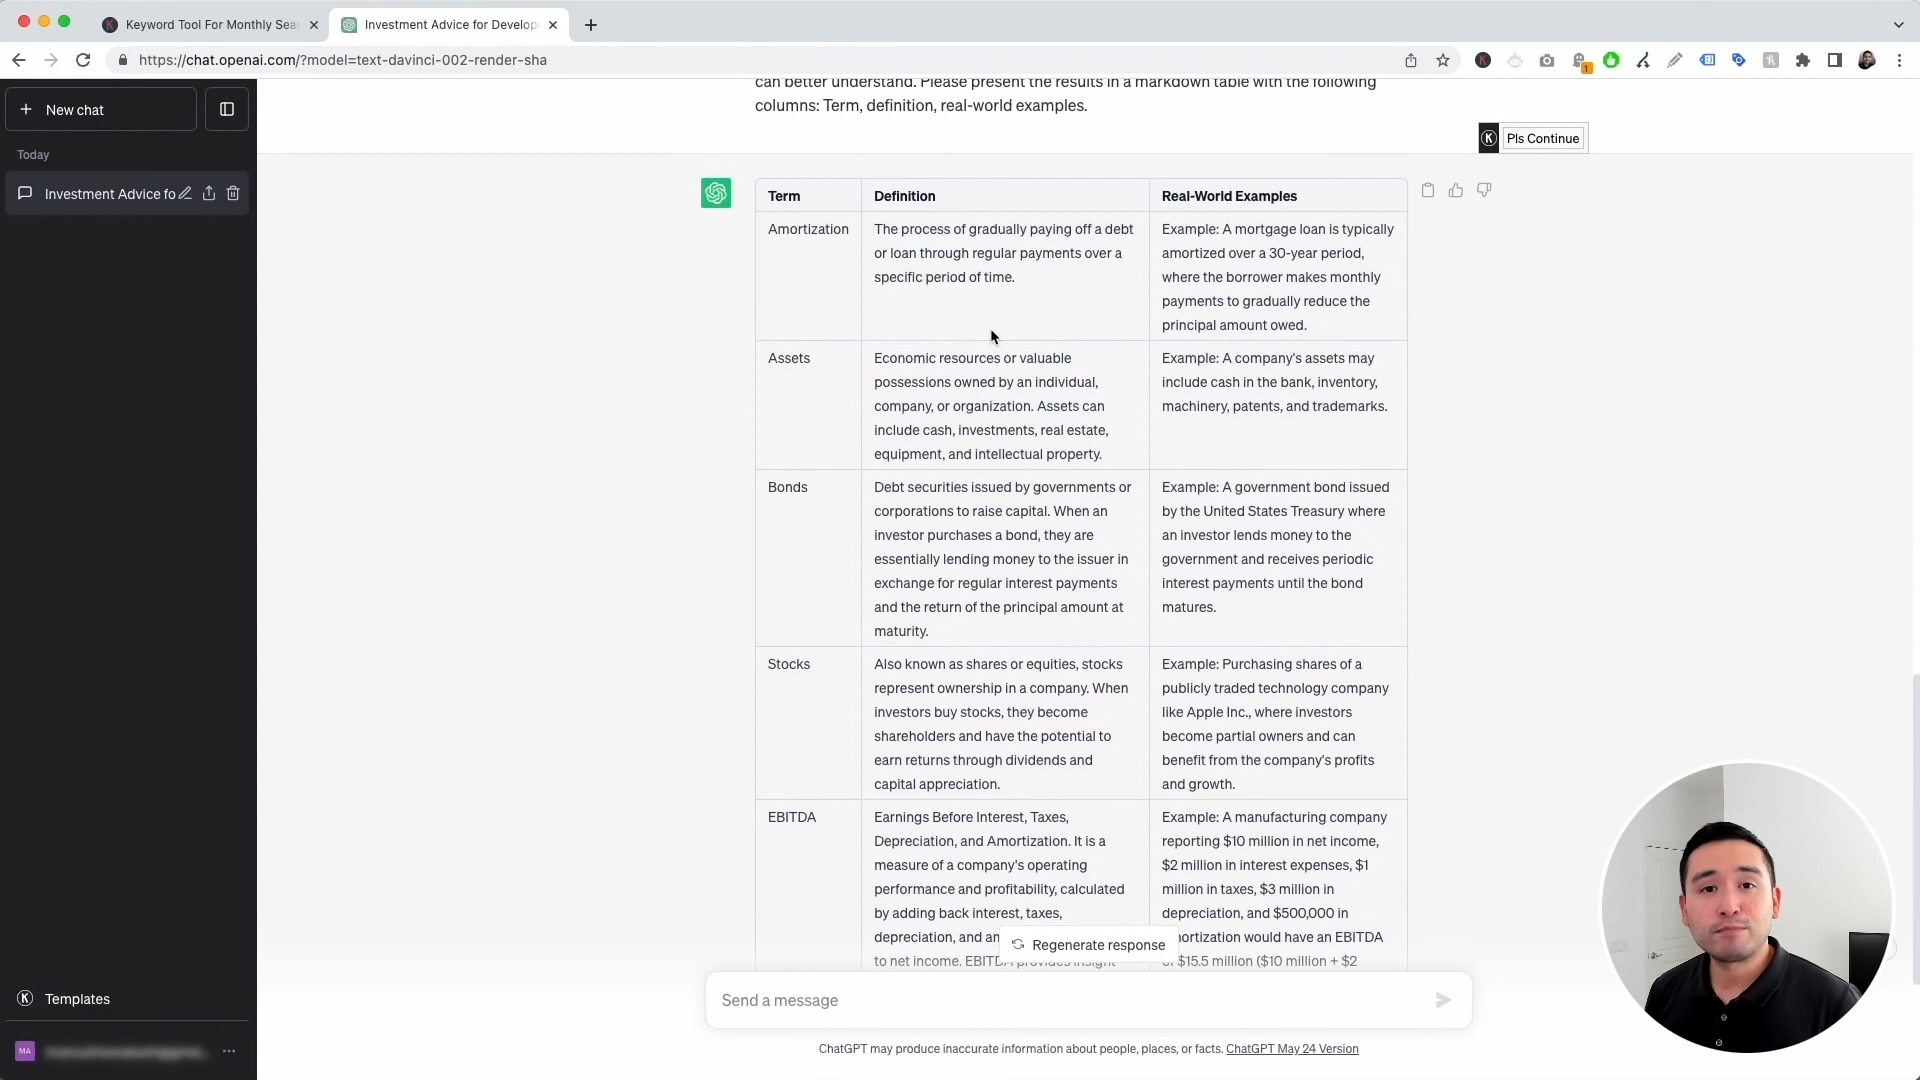 Keyword Tool For Monthly Sea
Investment Advice for Develop
https://chat.openai.com/?model=text-davinci-002-render-sha
1
New chat
Today
Investment Advice fo
can better understand. Please present the results in a markdown table with the following
columns: Term, definition, real-world examples.
K Pls Continue
Term Definition Real-World Examples
Amortization
The process of gradually paying off a debt
or loan through regular payments over a
specific period of time.
Example: A mortgage loan is typically
amortized over a 30-year period,
where the borrower makes monthly
payments to gradually reduce the
principal amount owed.
Assets
Economic resources or valuable
possessions owned by an individual,
company, or organization. Assets can
include cash, investments, real estate,
equipment, and intellectual property.
Example: A company's assets may
include cash in the bank, inventory,
machinery, patents, and trademarks.
Bonds
Debt securities issued by governments or
corporations to raise capital. When an
investor purchases a bond, they are
essentially lending money to the issuer in
exchange for regular interest payments
and the return of the principal amount at
maturity.
Example: A government bond issued
by the United States Treasury where
an investor lends money to the
government and receives periodic
interest payments until the bond
matures.
Stocks
Also known as shares or equities, stocks
represent ownership in a company. When
investors buy stocks, they become
shareholders and have the potential to
earn returns through dividends and
capital appreciation.
Example: Purchasing shares of a
publicly traded technology company
like Apple Inc., where investors
become partial owners and can
benefit from the company's profits
and growth.
EBITDA
Earnings Before Interest, Taxes,
Depreciation, and Amortization. It is a
measure of a company's operating
performance and profitability, calculated
by adding back interest, taxes,
depreciation, and
to net income. EBITDA provides insight
Example: A manufacturing company
reporting $10 million in net income,
$2 million in interest expenses, $1
million in taxes, $3 million in
depreciation, and $500,000 in
would have an EBITDA
$15.5 million ($10 million + $2
Regenerate response
Send a message
ChatGPT may produce inaccurate information about people, places, or facts. ChatGPT May 24 Version
K Templates
MA